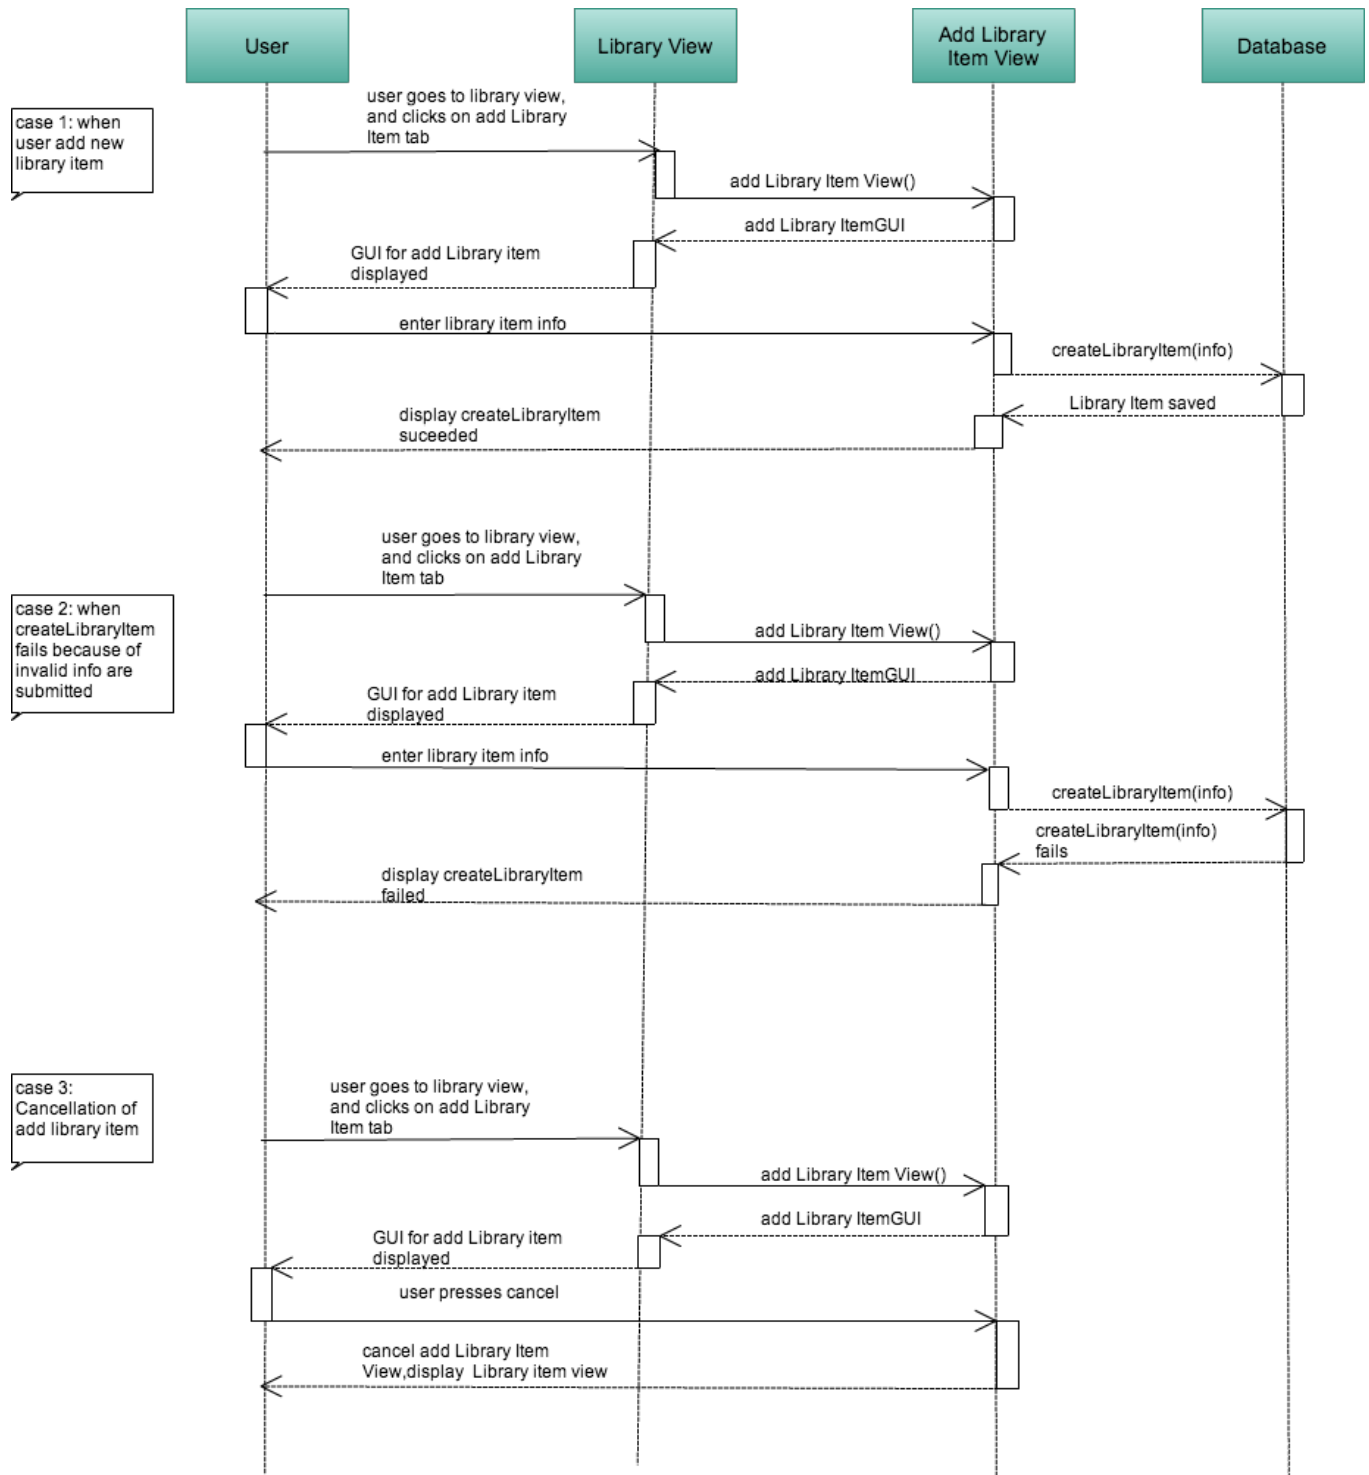 User
Library View
Add Library
Item View
Database
case 1: when
user add new
library item
user goes to library view,
and clicks on add Library
Item tab
add Library Item View()
add Library ItemGUI
GUI for add Library item
displayed
enter library item info
createLibraryItem(info)
Library Item saved
display createLibraryItem
suceeded
case 2: when
createLibraryItem
fails because of
invalid info are
submitted
user goes to library view,
and clicks on add Library
Item tab
add Library Item View()
add Library ItemGUI
GUI for add Library item
displayed
enter library item info
createLibraryItem(info)
createLibraryItem(info)
fails
display createLibraryItem
failed
case 3:
Cancellation of
add library item
user goes to library view,
and clicks on add Library
Item tab
add Library Item View()
add Library ItemGUI
GUI for add Library item
displayed
user presses cancel
cancel add Library Item
View,display Library item view